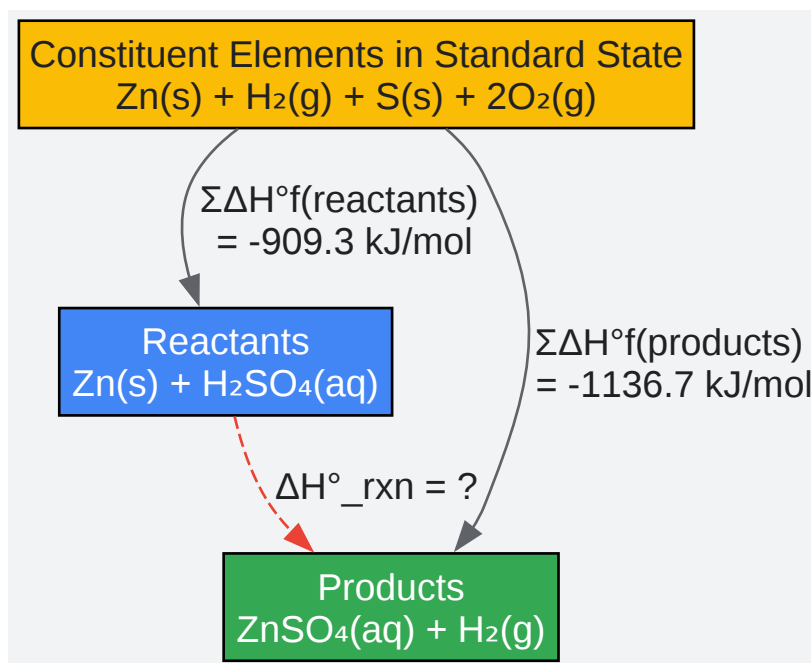 Constituent Elements in Standard State
Zn(s) + H₂(g) + S(s) + 2O₂(g)
ΣΔH°f(reactants)
= -909.3 kJ/mol
Reactants
Zn(s) + H₂SO₄(aq)
ΣΔH°f(products)
= -1136.7 kJ/mol
ΔH°_rxn = ?
Products
ZnSO₄(aq) + H₂(g)